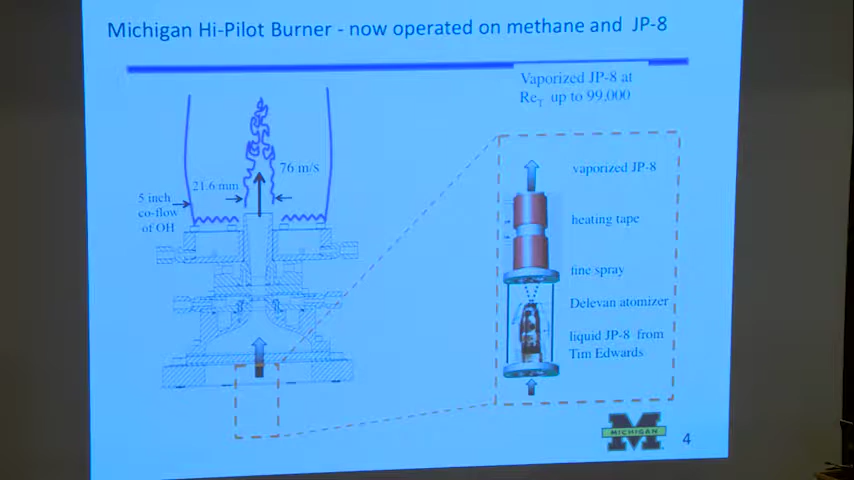 Michigan Hi-Pilot Burner - now operated on methane and JP-8
Vaporized JP-8 at
Re_T up to 99,000
76 m/s
21.6 mm
5 inch
co-flow
of OH
vaporized JP-8
heating tape
fine spray
Delevan atomizer
liquid JP-8 from
Tim Edwards
MICHIGAN
4